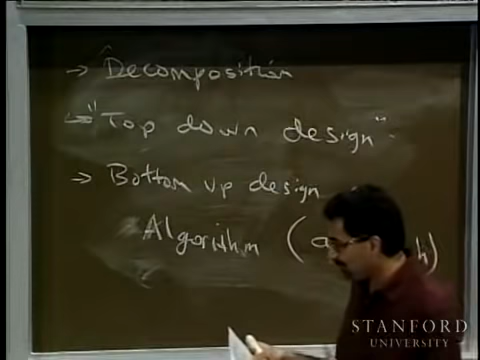 → Decomposition
→ "Top down design"
→ Bottom up design
Algorithm (
STANFORD
UNIVERSITY